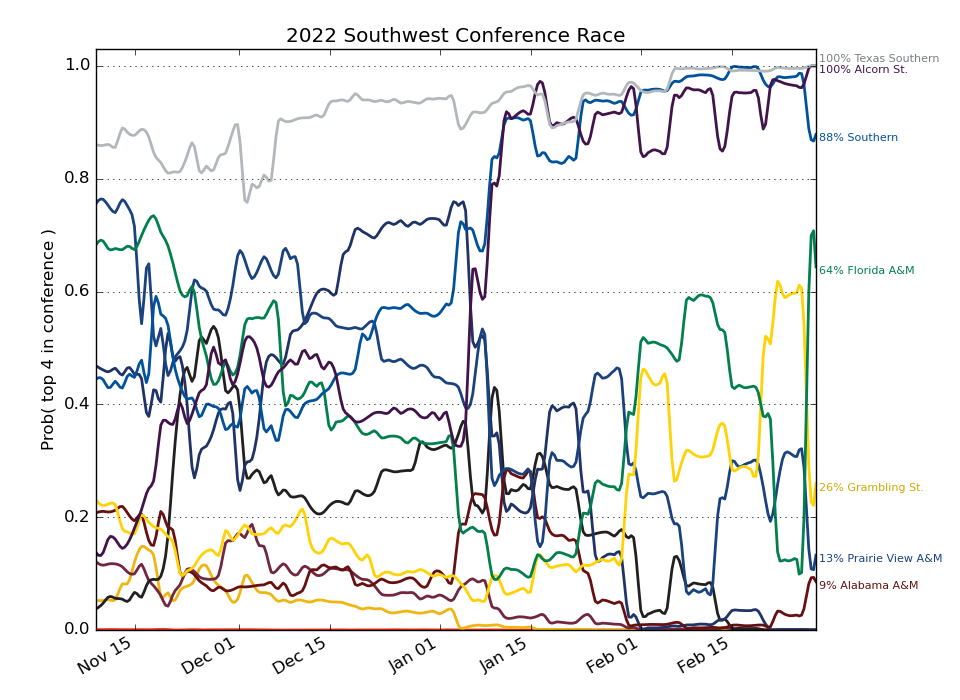 2022 Southwest Conference Race
Prob( top 4 in conference )
1.0
0.8
0.6
0.4
0.2
0.0
Nov 15
Dec 01
Dec 15
Jan 01
Jan 15
Feb 01
Feb 15
100% Texas Southern
100% Alcorn St.
88% Southern
64% Florida A&M
26% Grambling St.
13% Prairie View A&M
9% Alabama A&M